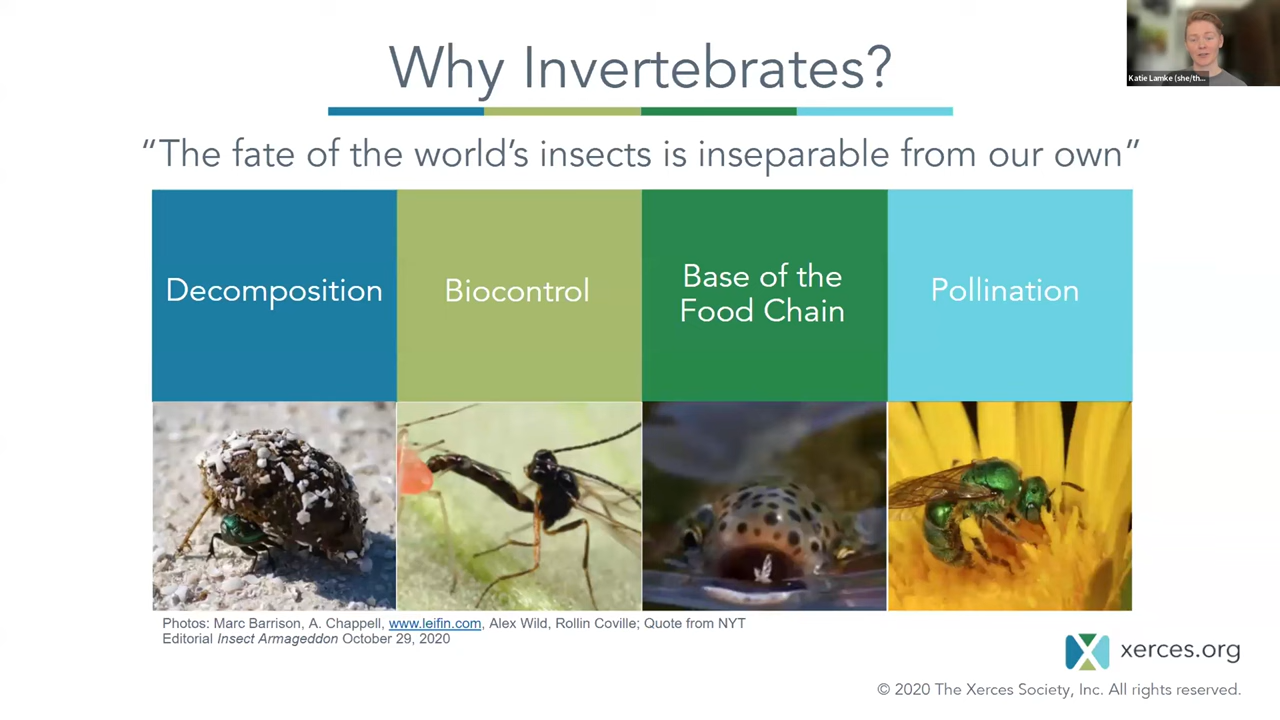 Why Invertebrates?
“The fate of the world’s insects is inseparable from our own”
Decomposition
Biocontrol
Base of the
Food Chain
Pollination
Photos: Marc Barrison, A. Chappell, www.leifin.com, Alex Wild, Rollin Coville; Quote from NYT
Editorial Insect Armageddon October 29, 2020
xerces.org
© 2020 The Xerces Society, Inc. All rights reserved.
Katie Lamke (she/th...